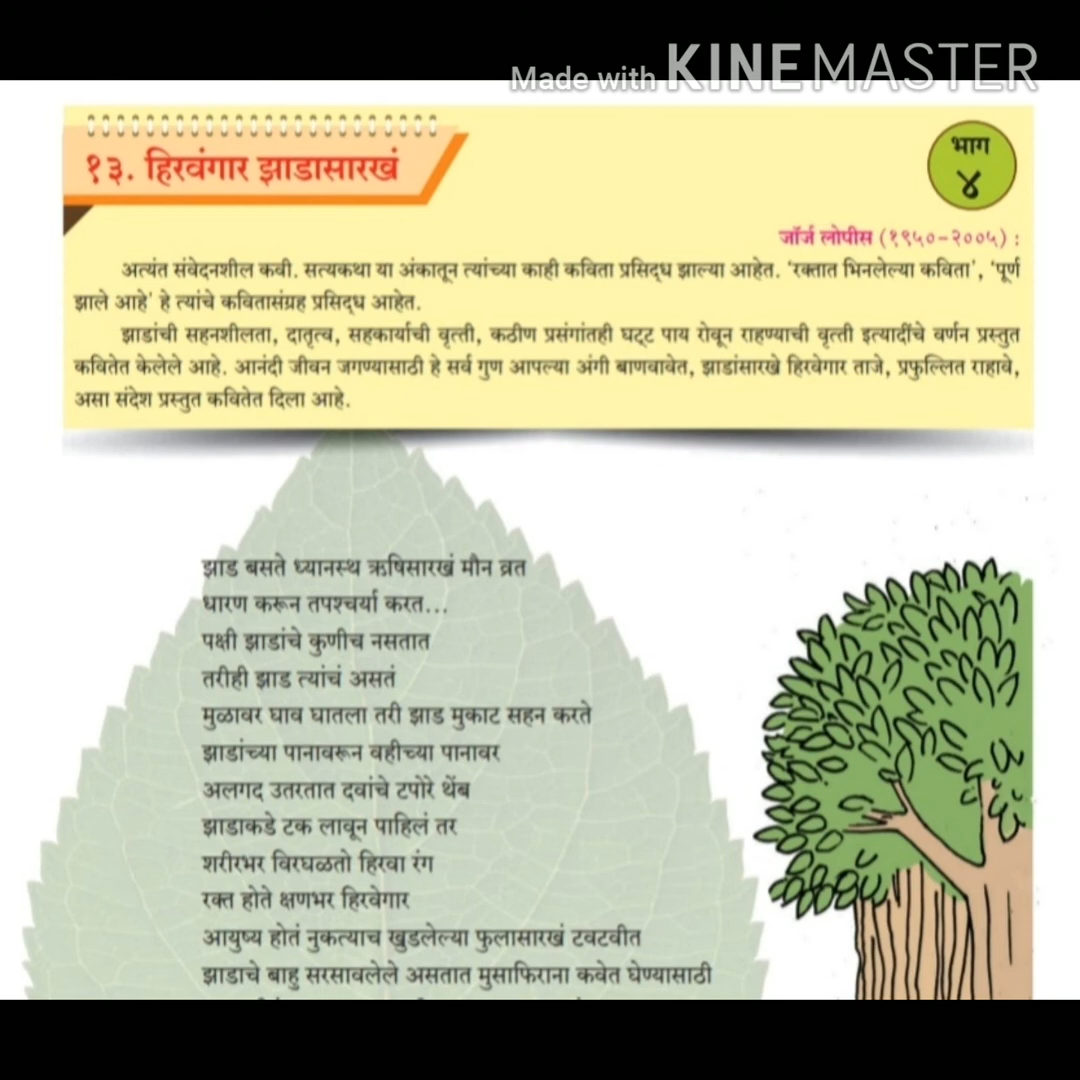 Made with KINEMASTER
१३. हिरवंगार झाडासारखं
भाग
४
जॉर्ज लोपीस (१९५०-२००५) :
अत्यंत संवेदनशील कवी. सत्यकथा या अंकातून त्यांच्या काही कविता प्रसिद्ध झाल्या आहेत. ‘रक्तात भिनलेल्या कविता’, ‘पूर्ण
झाले आहे’ हे त्यांचे कवितासंग्रह प्रसिद्ध आहेत.
झाडांची सहनशीलता, दातृत्व, सहकार्याची वृत्ती, कठीण प्रसंगांतही घट्ट पाय रोवून राहण्याची वृत्ती इत्यादींचे वर्णन प्रस्तुत
कवितेत केलेले आहे. आनंदी जीवन जगण्यासाठी हे सर्व गुण आपल्या अंगी बाणवावेत, झाडांसारखे हिरवेगार ताजे, प्रफुल्लित राहावे,
असा संदेश प्रस्तुत कवितेत दिला आहे.
झाड बसते ध्यानस्थ ऋषिसारखं मौन व्रत
धारण करून तपश्चर्या करत...
पक्षी झाडांचे कुणीच नसतात
तरीही झाड त्यांचं असतं
मुळावर घाव घातला तरी झाड मुकाट सहन करते
झाडांच्या पानावरून वहीच्या पानावर
अलगद उतरतात दवांचे टपोरे थेंब
झाडाकडे टक लावून पाहिलं तर
शरीरभर विरघळतो हिरवा रंग
रक्त होते क्षणभर हिरवेगार
आयुष्य होतं नुकत्याच खुडलेल्या फुलासारखं टवटवीत
झाडाचे बाहु सरसावलेले असतात मुसाफिराना कवेत घेण्यासाठी